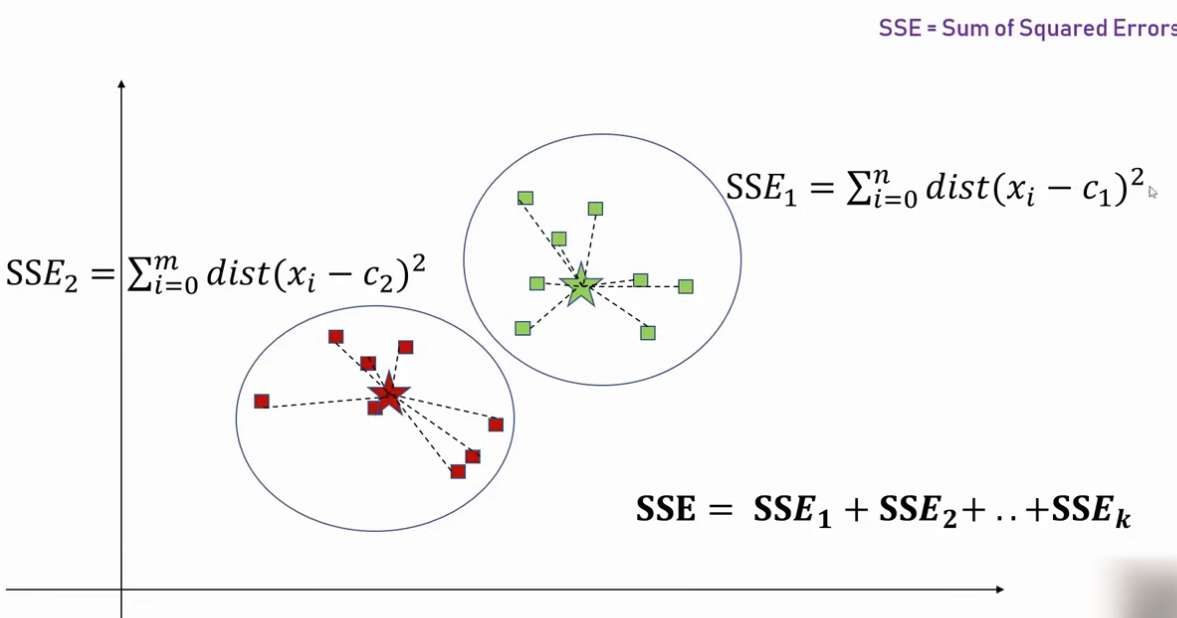 SSE = Sum of Squared Errors
SSE₁ = ∑ⁿᵢ₌₀ dist(xᵢ − c₁)²
SSE₂ = ∑ᵐᵢ₌₀ dist(xᵢ − c₂)²
SSE = SSE₁ + SSE₂+ . . +SSEₖ